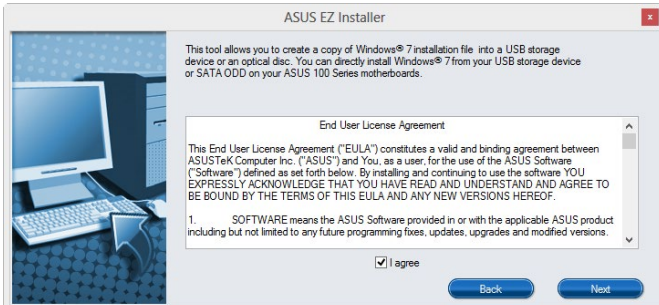 ASUS EZ Installer
x
This tool allows you to create a copy of Windows® 7 installation file into a USB storage
device or an optical disc. You can directly install Windows® 7 from your USB storage device
or SATA ODD on your ASUS 100 Series motherboards.
End User License Agreement
This End User License Agreement ("EULA") constitutes a valid and binding agreement between
ASUSTeK Computer Inc. ("ASUS") and You, as a user, for the use of the ASUS Software
("Software") defined as set forth below. By installing and continuing to use the software YOU
EXPRESSLY ACKNOWLEDGE THAT YOU HAVE READ AND UNDERSTAND AND AGREE TO
BE BOUND BY THE TERMS OF THIS EULA AND ANY NEW VERSIONS HEREOF.
1. SOFTWARE means the ASUS Software provided in or with the applicable ASUS product
including but not limited to any future programming fixes, updates, upgrades and modified versions.
I agree
Back Next